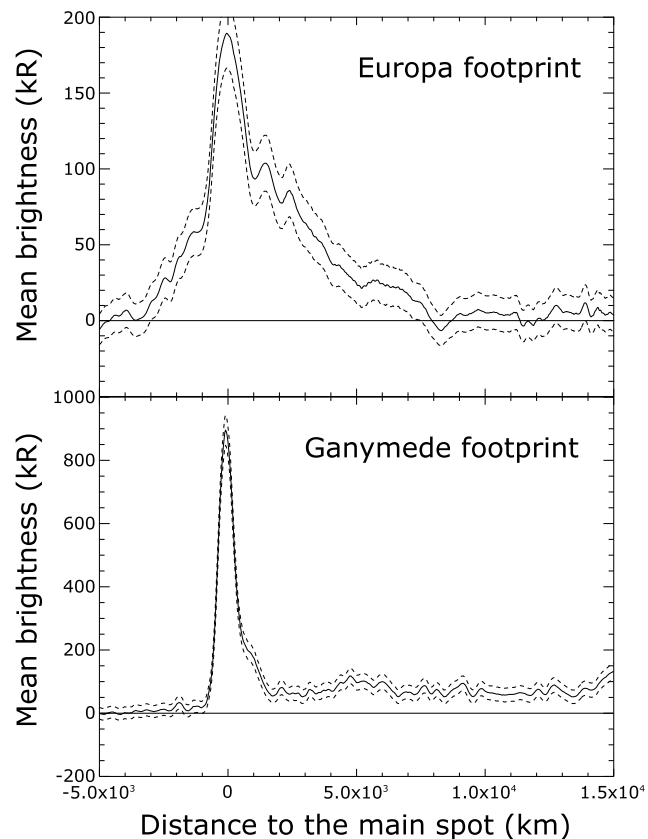 200
Europa footprint
150
100
50
0
Mean brightness (kR)
1000
Ganymede footprint
800
600
400
200
0
-200
Mean brightness (kR)
-5.0x10³ 0 5.0x10³ 1.0x10⁴ 1.5x10⁴
Distance to the main spot (km)